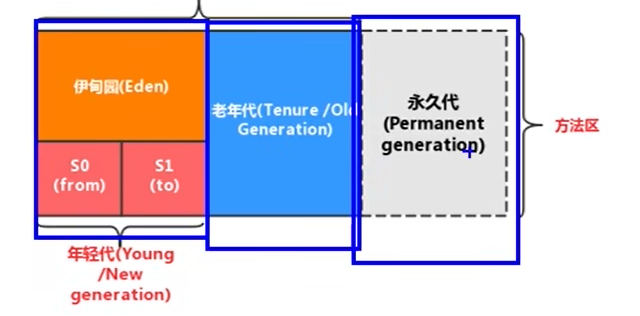 伊甸园(Eden)
S0
(from)
S1
(to)
老年代(Tenure /Old
Generation)
永久代
(Permanent
generation)
方法区
年轻代(Young
/New
generation)